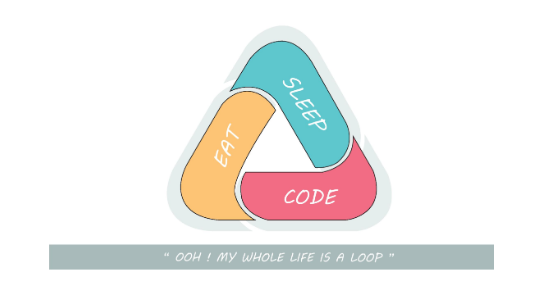 SLEEP
EAT
CODE
“ OOH ! MY WHOLE LIFE IS A LOOP ”